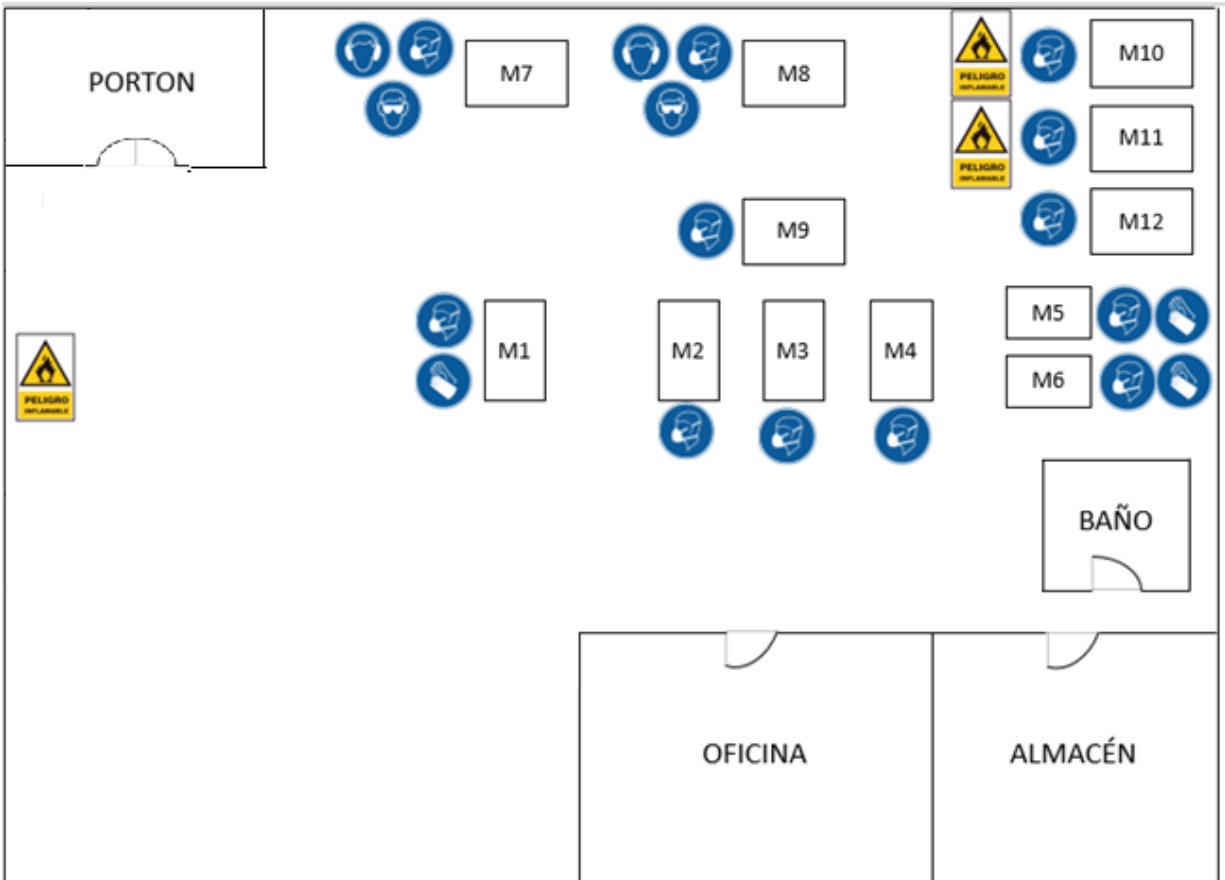 PORTON
M7
M8
PELIGRO
INFLAMABLE
M10
PELIGRO
INFLAMABLE
M11
M12
M9
M5
M1
M2
M3
M4
M6
PELIGRO
INFLAMABLE
BAÑO
OFICINA
ALMACÉN